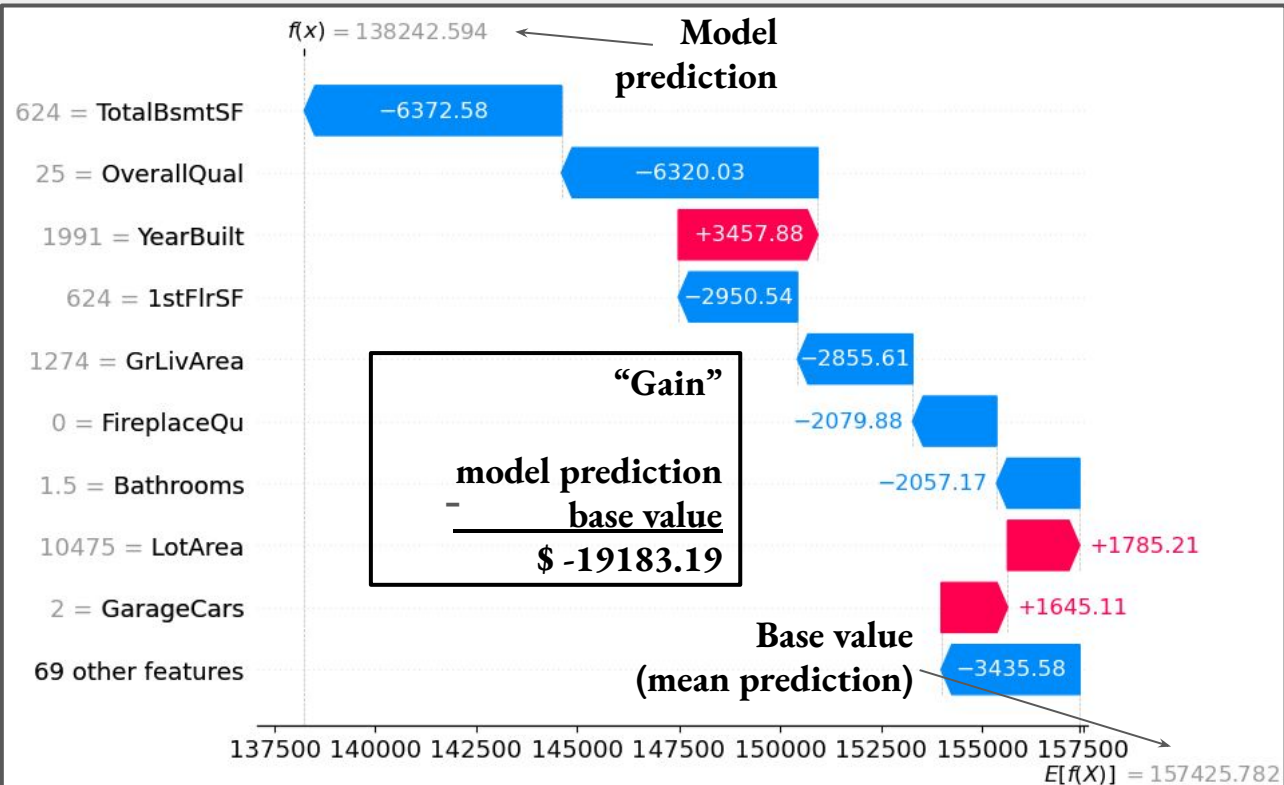 f(x) = 138242.594
Model
prediction
624 = TotalBsmtSF
−6372.58
25 = OverallQual
−6320.03
1991 = YearBuilt
+3457.88
624 = 1stFlrSF
−2950.54
1274 = GrLivArea
−2855.61
0 = FireplaceQu
−2079.88
1.5 = Bathrooms
−2057.17
10475 = LotArea
+1785.21
2 = GarageCars
+1645.11
69 other features
−3435.58
“Gain”
model prediction
- base value
$ -19183.19
Base value
(mean prediction)
137500 140000 142500 145000 147500 150000 152500 155000 157500
E[f(X)] = 157425.782